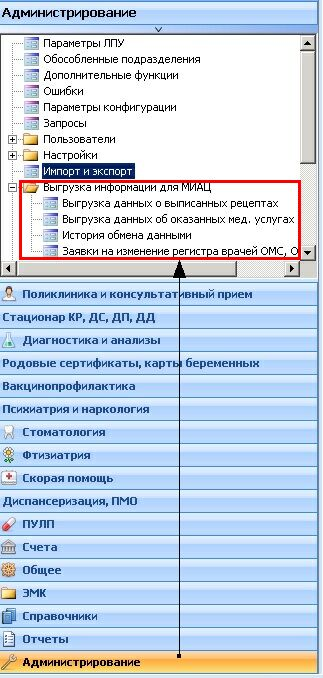 Администрирование
Параметры ЛПУ
Обособленные подразделения
Дополнительные функции
Ошибки
Параметры конфигурации
Запросы
Пользователи
Настройки
Импорт и экспорт
Выгрузка информации для МИАЦ
Выгрузка данных о выписанных рецептах
Выгрузка данных об оказанных мед. услугах
История обмена данными
Заявки на изменение регистра врачей ОМС, О
Поликлиника и консультативный прием
Стационар КР, ДС, ДП, ДД
Диагностика и анализы
Родовые сертификаты, карты беременных
Вакцинопрофилактика
Психиатрия и наркология
Стоматология
Фтизиатрия
Скорая помощь
Диспансеризация, ПМО
ПУЛП
Счета
Общее
ЭМК
Справочники
Отчеты
Администрирование